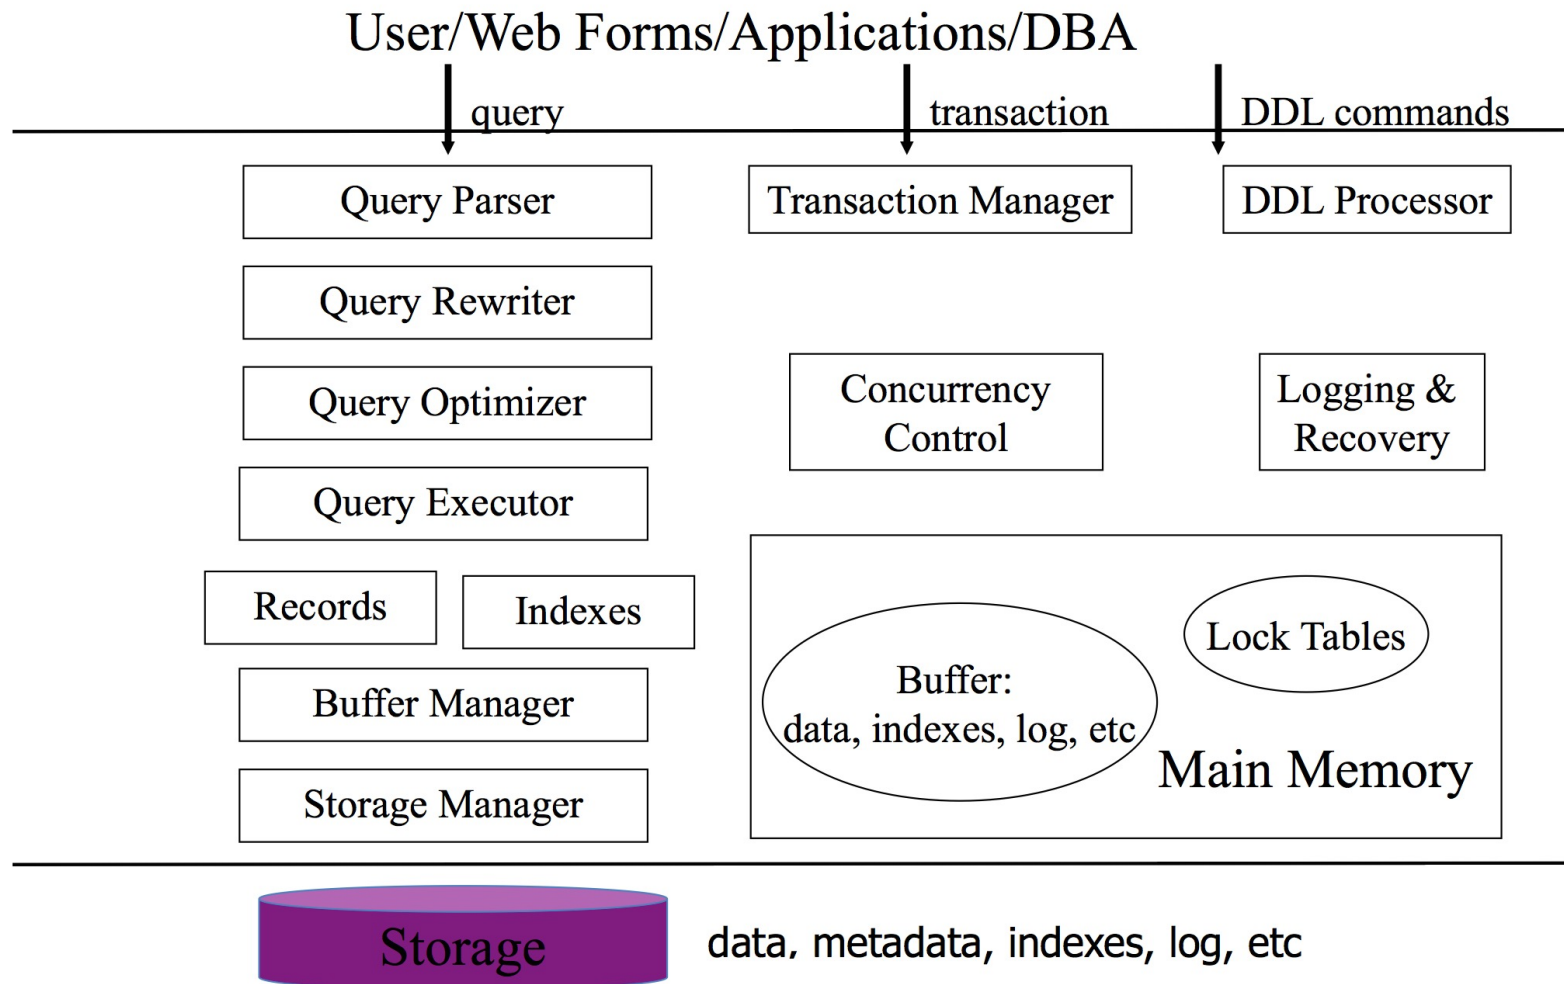 User/Web Forms/Applications/DBA
query
transaction
DDL commands
Query Parser
Transaction Manager
DDL Processor
Query Rewriter
Query Optimizer
Concurrency
Control
Logging &
Recovery
Query Executor
Records
Indexes
Buffer Manager
Storage Manager
Buffer:
data, indexes, log, etc
Lock Tables
Main Memory
Storage
data, metadata, indexes, log, etc